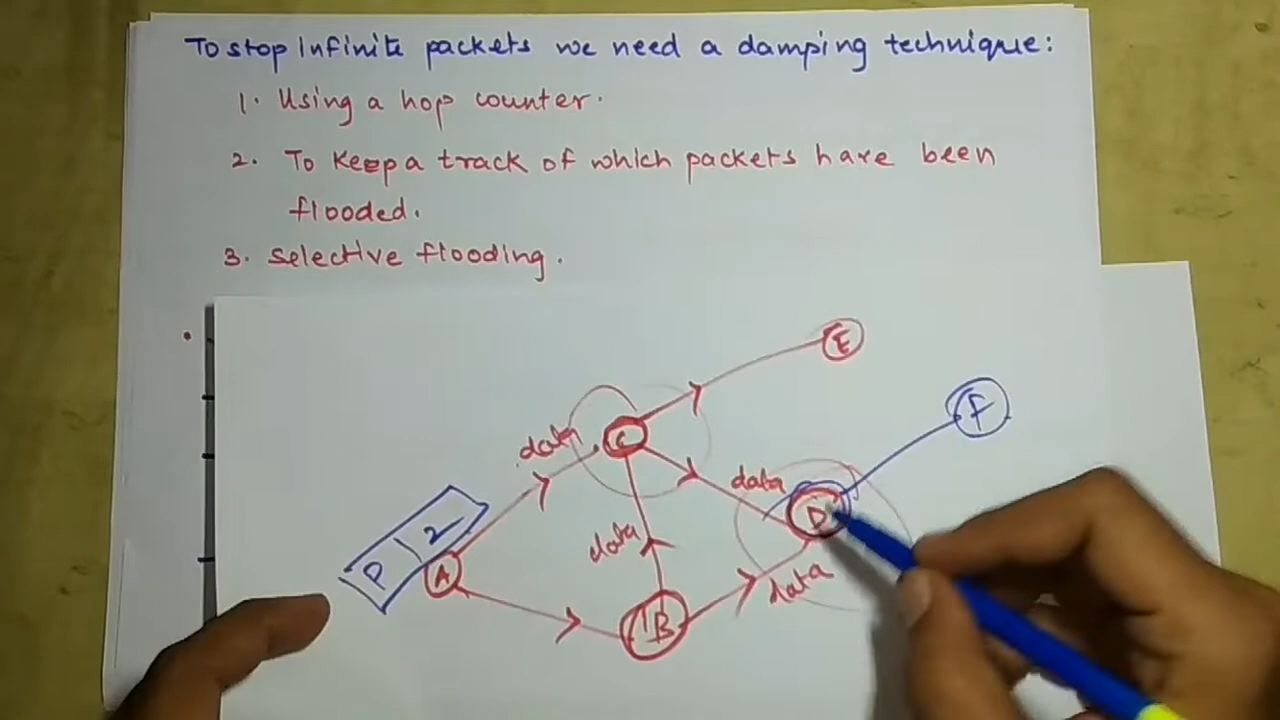 To stop infinite packets we need a damping technique:
1. Using a hop counter.
2. To Keep a track of which packets have been
flooded.
3. Selective flooding.
E
F
data C
data
P 2
D
data
A
data
B